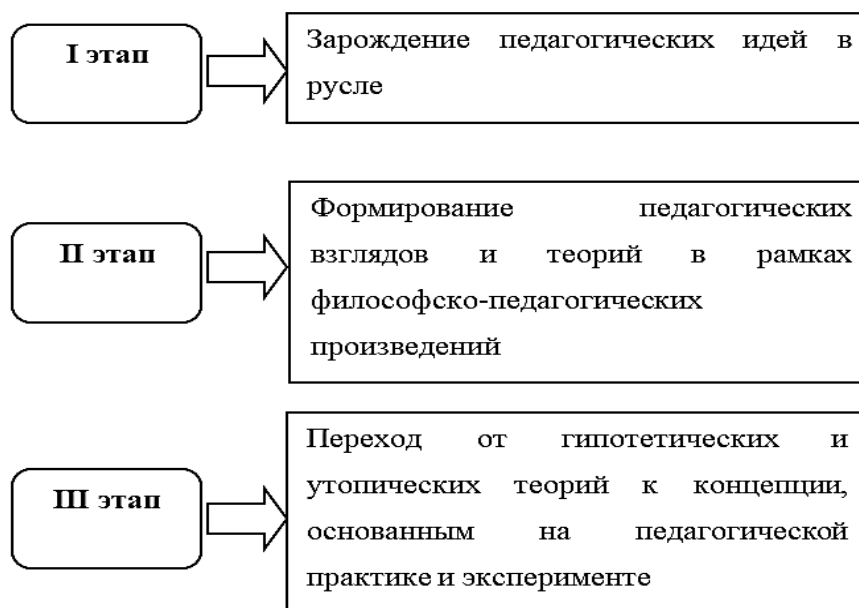 I этап
Зарождение педагогических идей в
русле
II этап
Формирование педагогических
взглядов и теорий в рамках
философско-педагогических
произведений
III этап
Переход от гипотетических и
утопических теорий к концепции,
основанным на педагогической
практике и эксперименте